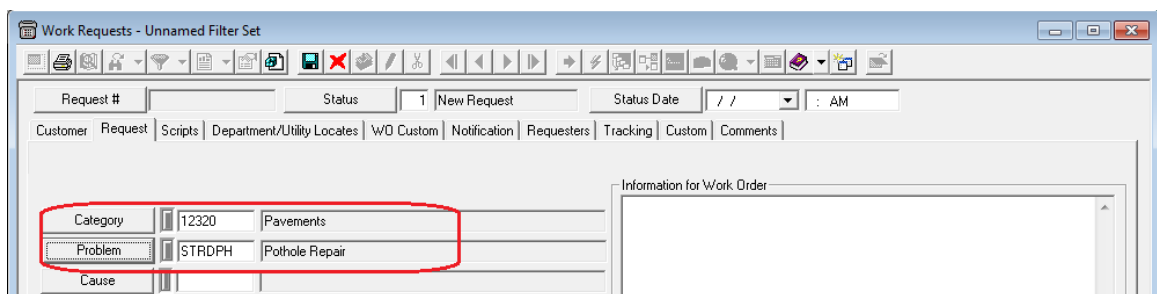 Work Requests - Unnamed Filter Set
Request # Status 1 New Request Status Date / / : AM
Customer Request Scripts Department/Utility Locates WO Custom Notification Requesters Tracking Custom Comments
Information for Work Order
Category 12320 Pavements
Problem STRDPH Pothole Repair
Cause